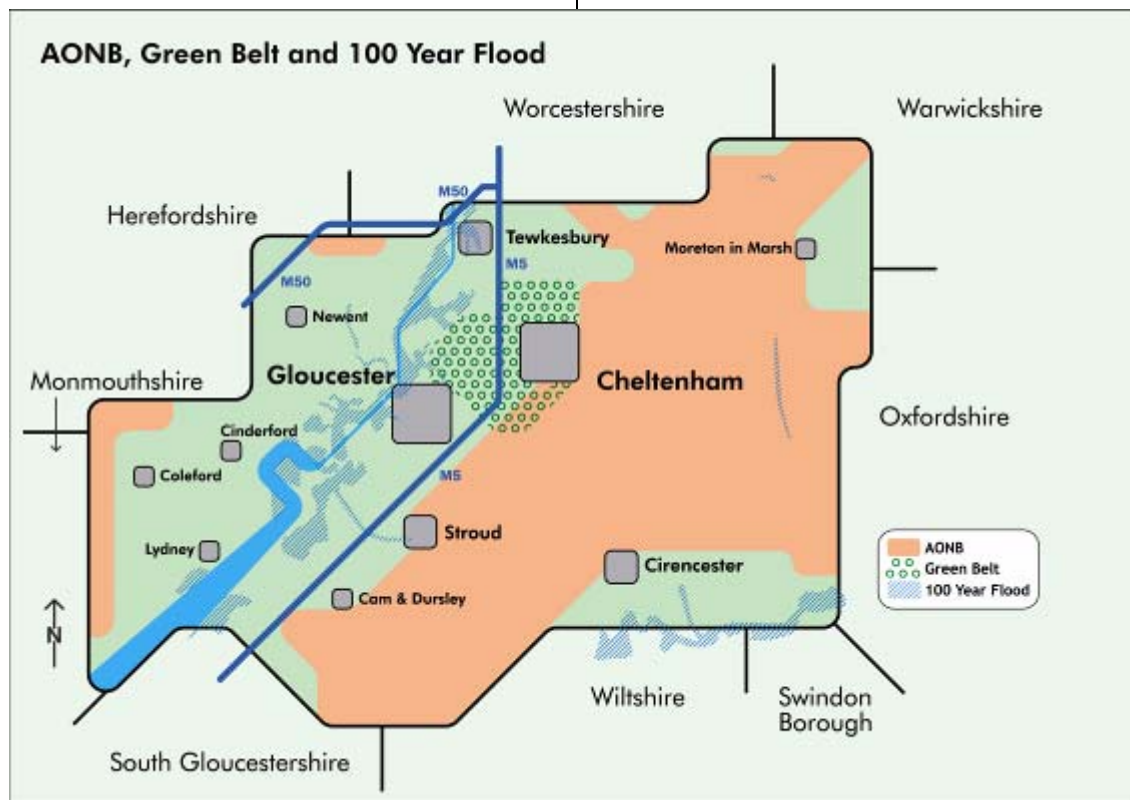 AONB, Green Belt and 100 Year Flood
Worcestershire
Warwickshire
Herefordshire
M50
Tewkesbury
Moreton in Marsh
M5
M50
Newent
Monmouthshire
Gloucester
Cheltenham
Oxfordshire
Cinderford
Coleford
M5
Stroud
Lydney
Cirencester
Cam & Dursley
AONB
Green Belt
100 Year Flood
N
Wiltshire
Swindon
Borough
South Gloucestershire